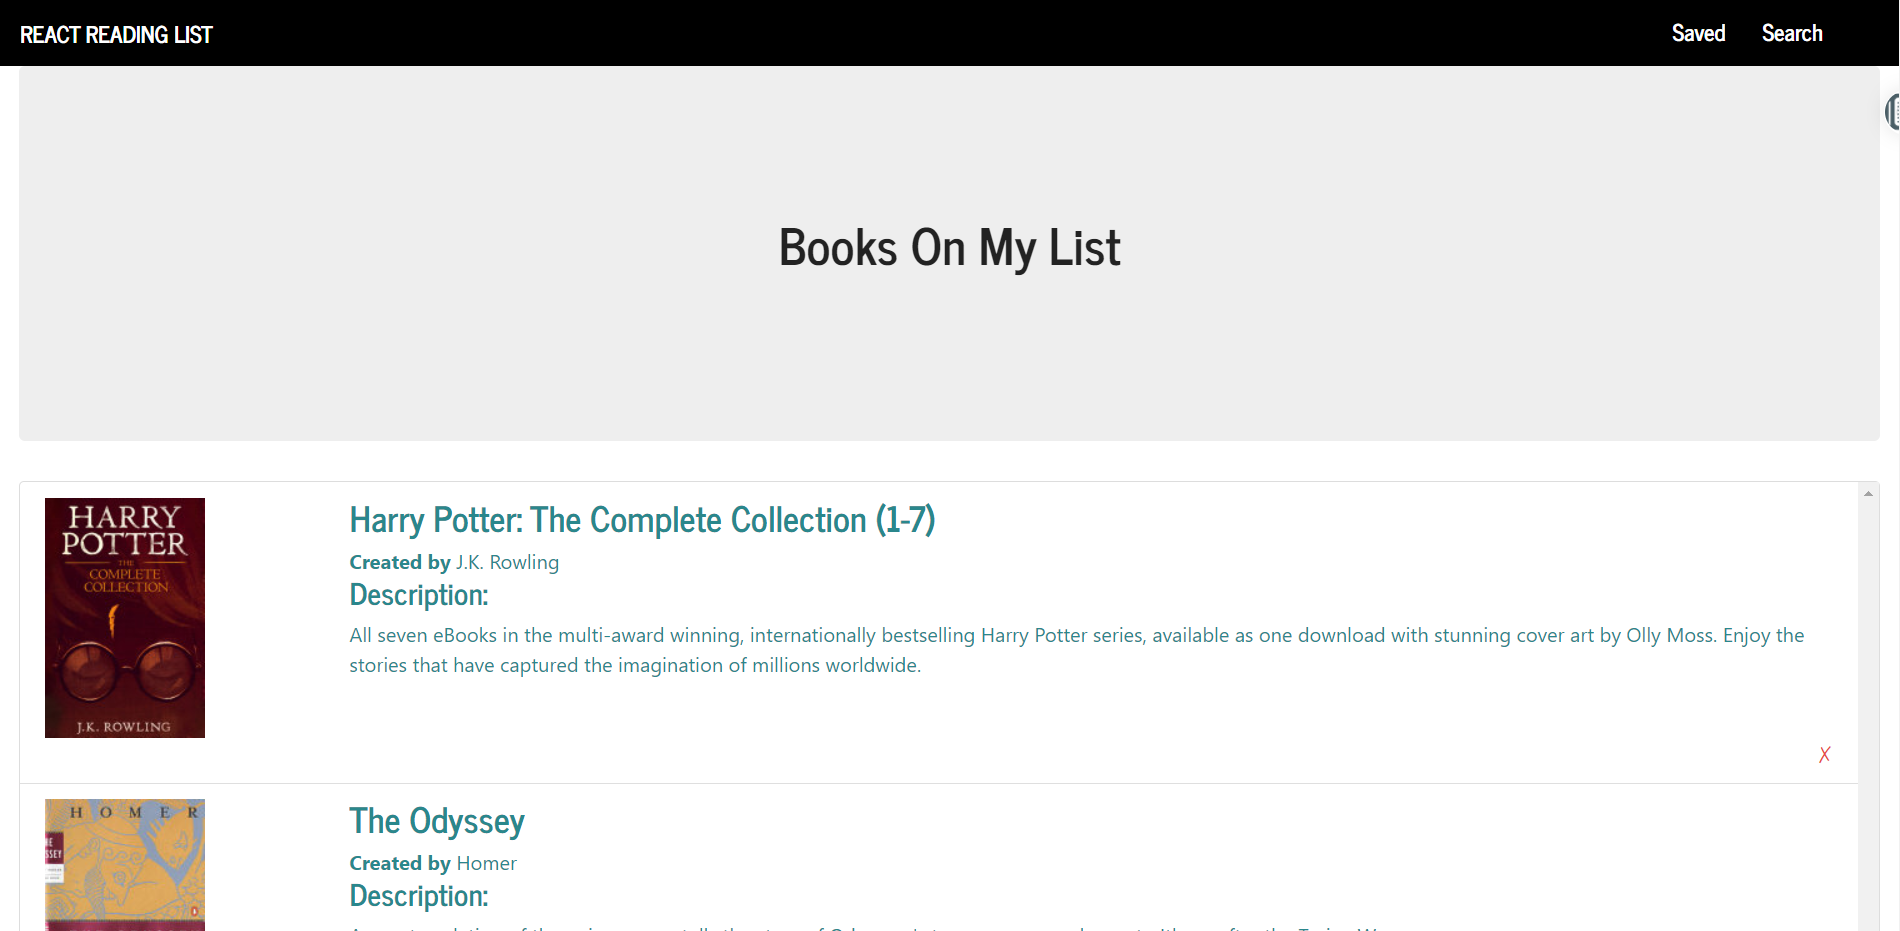 REACT READING LIST
Saved Search
Books On My List
HARRY
POTTER
THE
COMPLETE
COLLECTION
J.K. ROWLING
Harry Potter: The Complete Collection (1-7)
Created by J.K. Rowling
Description:
All seven eBooks in the multi-award winning, internationally bestselling Harry Potter series, available as one download with stunning cover art by Olly Moss. Enjoy the
stories that have captured the imagination of millions worldwide.
X
HOMER
The Odyssey
Created by Homer
Description: